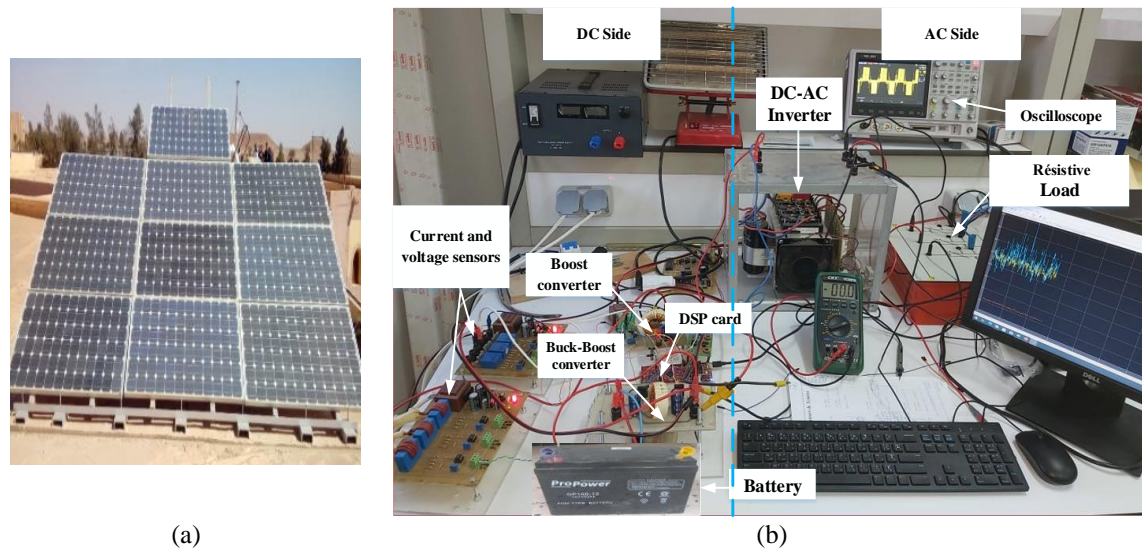 DC Side
AC Side
DC-AC
Inverter
Oscilloscope
Résistive
Load
Current and
voltage sensors
Boost
converter
DSP card
Buck-Boost
converter
DELL
ProPower
Battery
(a)
(b)